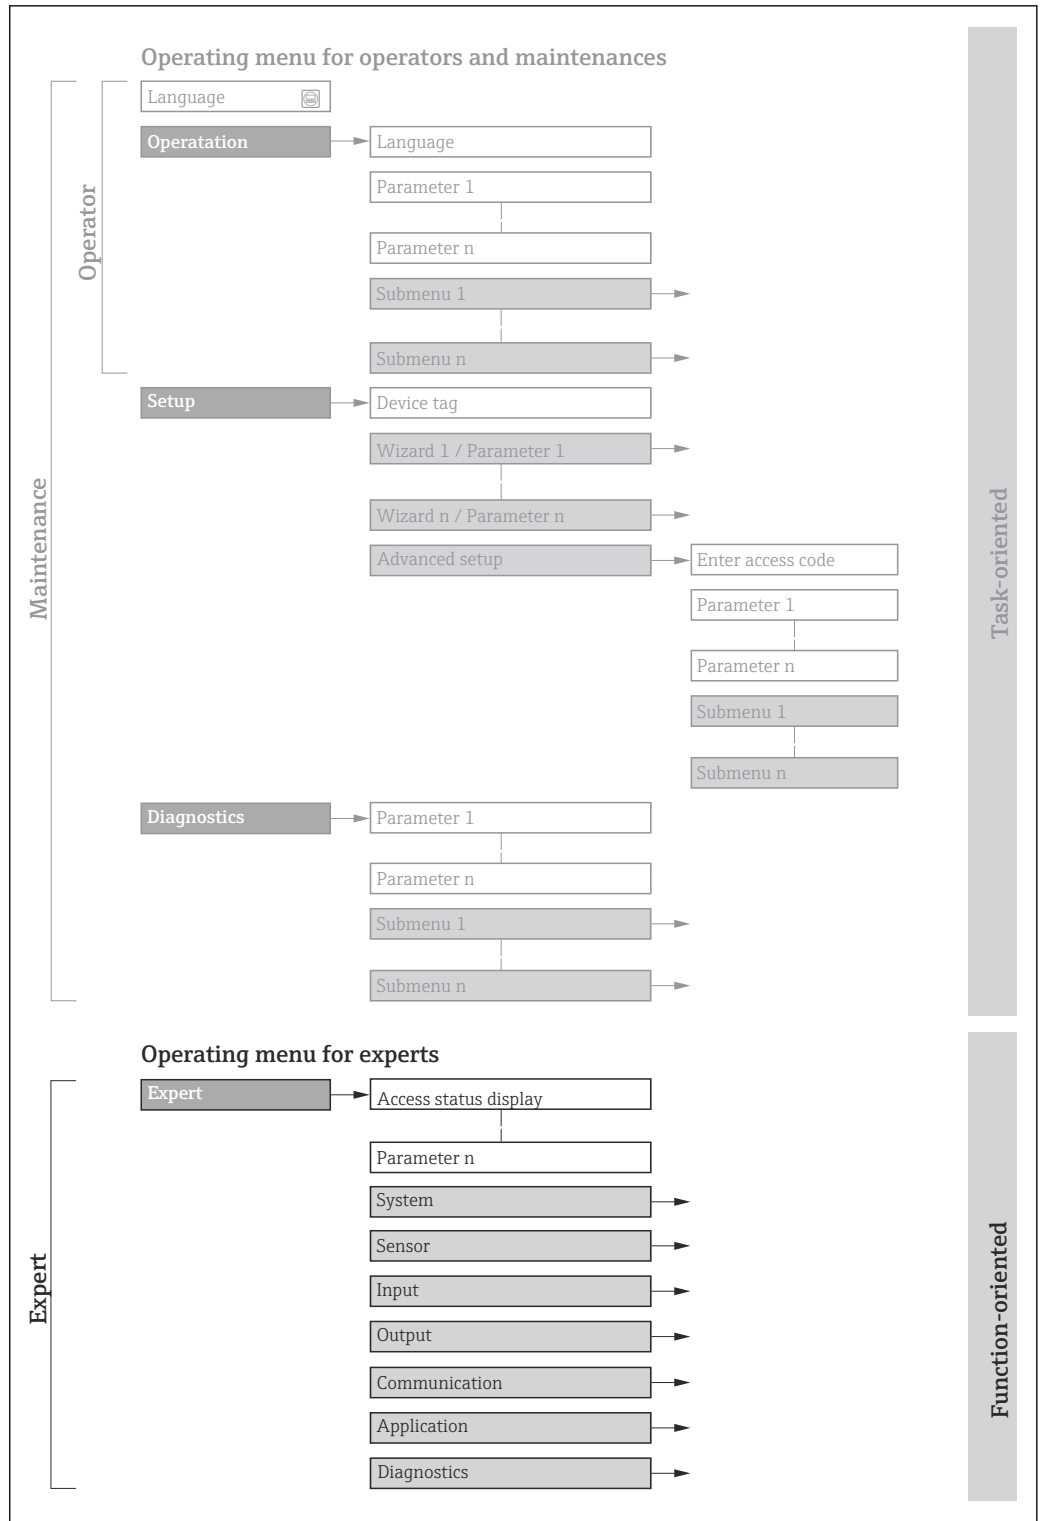 Operating menu for operators and maintenances
Language
Operatation
Language
Parameter 1
Parameter n
Submenu 1
Submenu n
Operator
Setup
Device tag
Wizard 1 / Parameter 1
Wizard n / Parameter n
Advanced setup
Enter access code
Parameter 1
Parameter n
Submenu 1
Submenu n
Maintenance
Task-oriented
Diagnostics
Parameter 1
Parameter n
Submenu 1
Submenu n
Operating menu for experts
Expert
Access status display
Parameter n
System
Sensor
Input
Output
Communication
Application
Diagnostics
Expert
Function-oriented